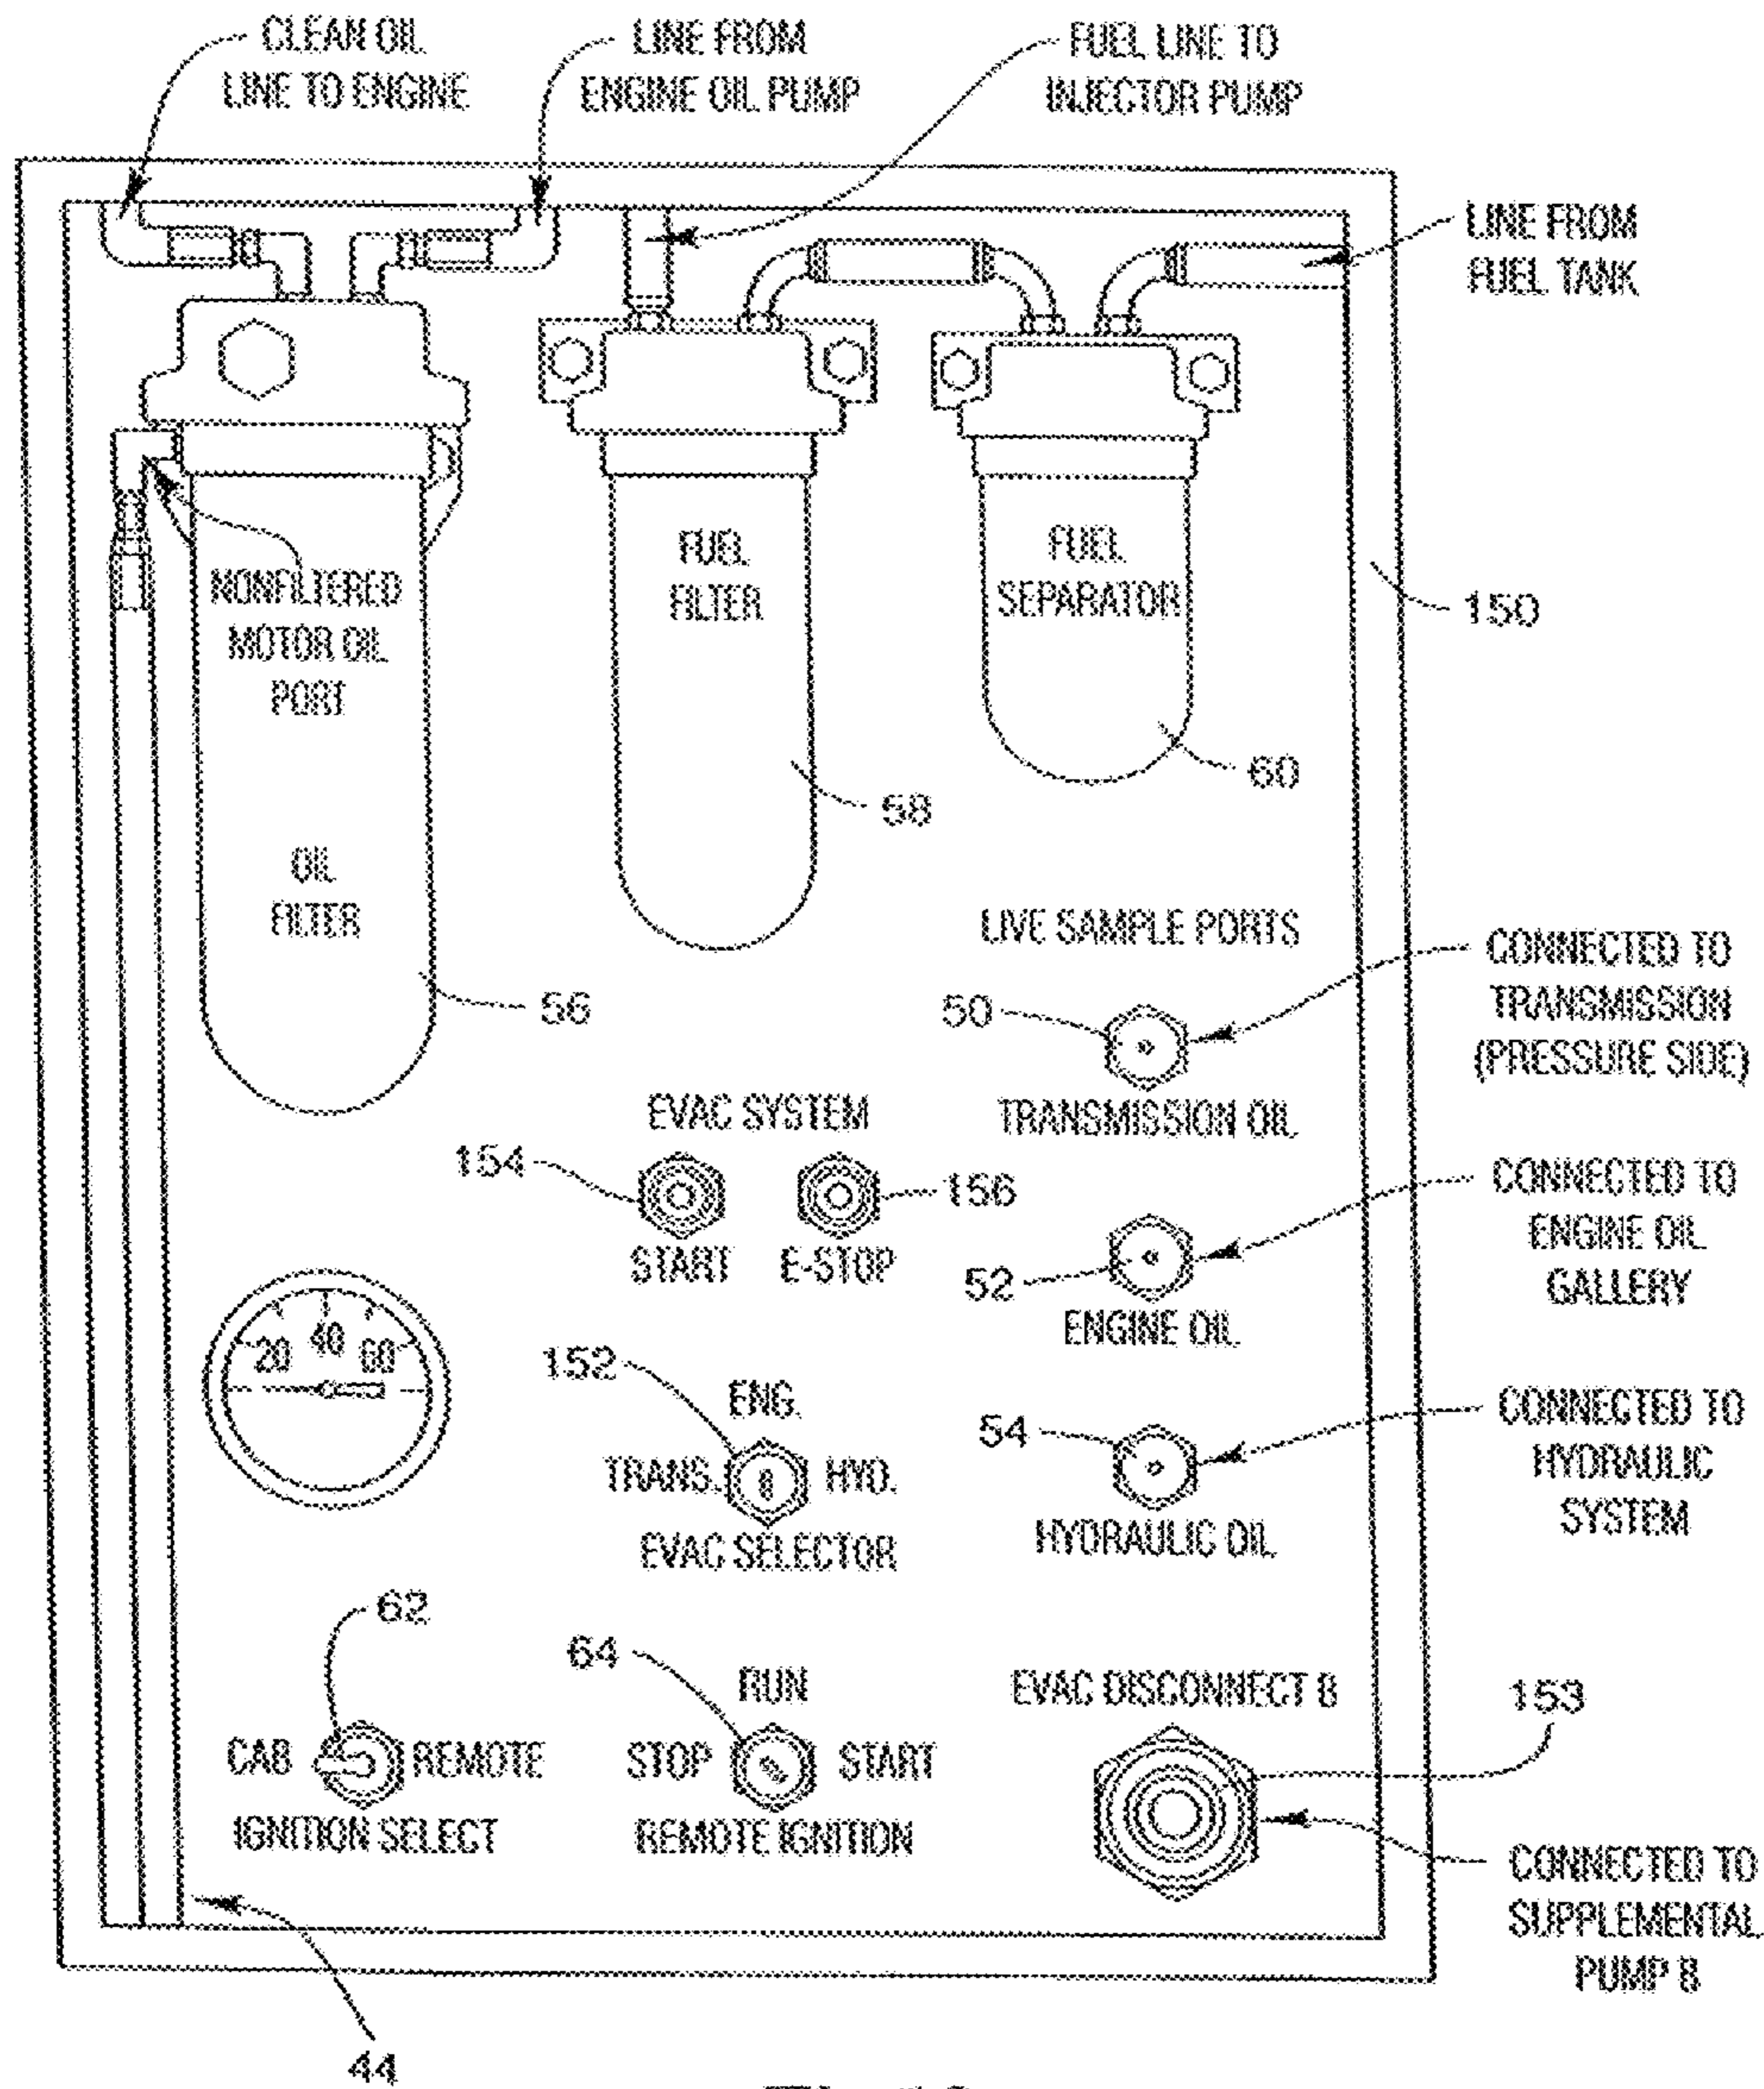 CLEAN OIL
LINE TO ENGINE
LINE FROM
ENGINE OIL PUMP
FUEL LINE TO
INJECTOR PUMP
LINE FROM
FUEL TANK
NONFILTERED
MOTOR OIL
PORT
OIL
FILTER
56
FUEL
FILTER
58
FUEL
SEPARATOR
60
150
LIVE SAMPLE PORTS
50
TRANSMISSION OIL
CONNECTED TO
TRANSMISSION
(PRESSURE SIDE)
EVAC SYSTEM
154
156
START
E-STOP
52
ENGINE OIL
CONNECTED TO
ENGINE OIL
GALLERY
20
40
60
152
ENG.
TRANS.
HYD.
EVAC SELECTOR
54
HYDRAULIC OIL
CONNECTED TO
HYDRAULIC
SYSTEM
62
CAB
REMOTE
IGNITION SELECT
64
RUN
STOP
START
REMOTE IGNITION
EVAC DISCONNECT B
153
CONNECTED TO
SUPPLEMENTAL
PUMP B
44